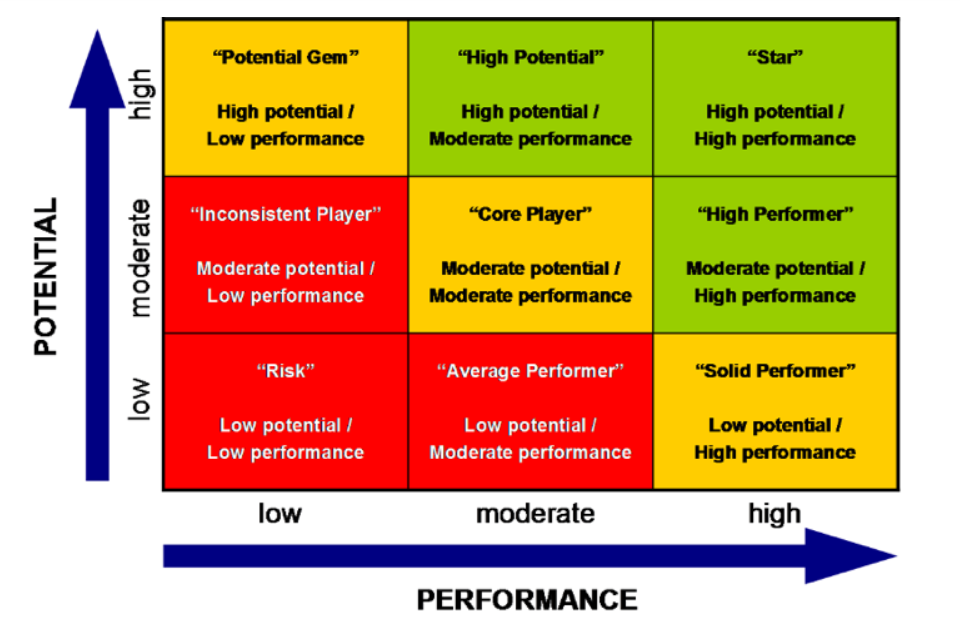 POTENTIAL
high
moderate
low
“Potential Gem”
High potential /
Low performance
“High Potential”
High potential /
Moderate performance
“Star”
High potential /
High performance
“Inconsistent Player”
Moderate potential /
Low performance
“Core Player”
Moderate potential /
Moderate performance
“High Performer”
Moderate potential /
High performance
“Risk”
Low potential /
Low performance
“Average Performer”
Low potential /
Moderate performance
“Solid Performer”
Low potential /
High performance
low
moderate
high
PERFORMANCE